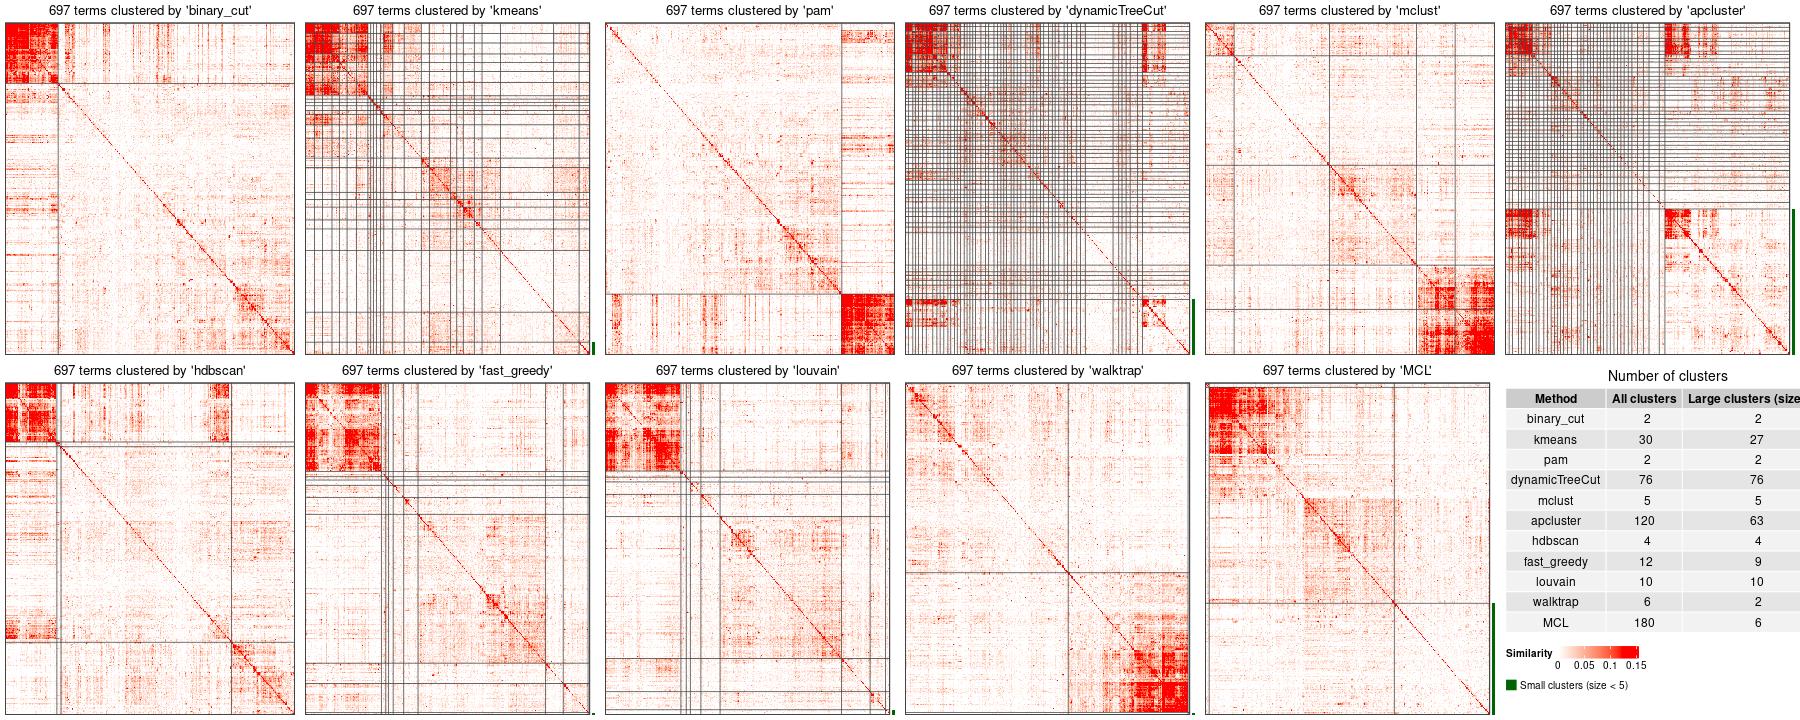 697 terms clustered by 'binary_cut'
697 terms clustered by 'kmeans'
697 terms clustered by 'pam'
697 terms clustered by 'dynamicTreeCut'
697 terms clustered by 'mclust'
697 terms clustered by 'apcluster'
697 terms clustered by 'hdbscan'
697 terms clustered by 'fast_greedy'
697 terms clustered by 'louvain'
697 terms clustered by 'walktrap'
697 terms clustered by 'MCL'
Number of clusters
Method All clusters Large clusters (size
binary_cut 2 2
kmeans 30 27
pam 2 2
dynamicTreeCut 76 76
mclust 5 5
apcluster 120 63
hdbscan 4 4
fast_greedy 12 9
louvain 10 10
walktrap 6 2
MCL 180 6
Similarity
0 0.05 0.1 0.15
Small clusters (size < 5)